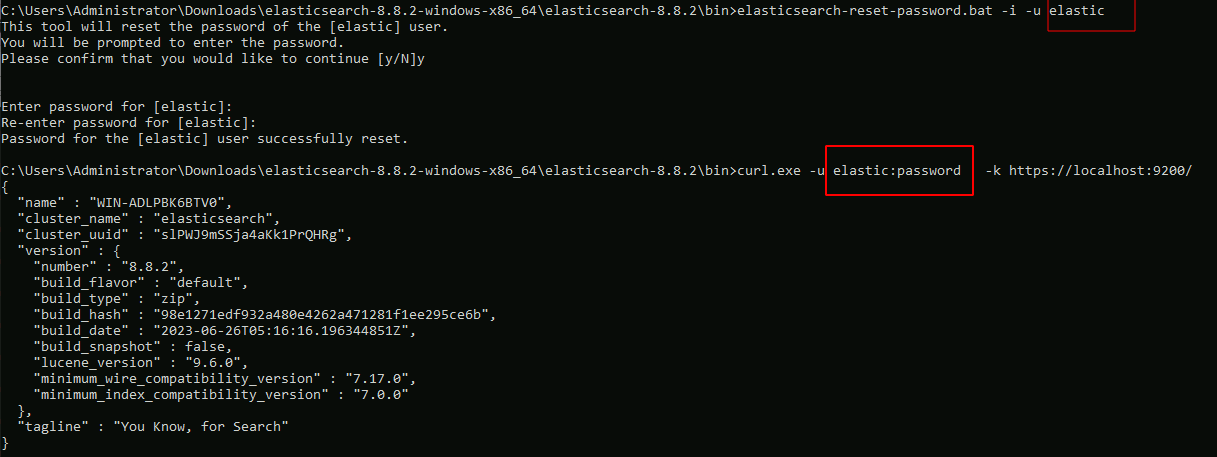 C:\Users\Administrator\Downloads\elasticsearch-8.8.2-windows-x86_64\elasticsearch-8.8.2\bin>elasticsearch-reset-password.bat -i -u elastic
This tool will reset the password of the [elastic] user.
You will be prompted to enter the password.
Please confirm that you would like to continue [y/N]y
Enter password for [elastic]:
Re-enter password for [elastic]:
Password for the [elastic] user successfully reset.
C:\Users\Administrator\Downloads\elasticsearch-8.8.2-windows-x86_64\elasticsearch-8.8.2\bin>curl.exe -u elastic:password -k https://localhost:9200/
{
  "name" : "WIN-ADLPBK6BTV0",
  "cluster_name" : "elasticsearch",
  "cluster_uuid" : "slPWJ9mSSja4aKk1PrQHRg",
  "version" : {
    "number" : "8.8.2",
    "build_flavor" : "default",
    "build_type" : "zip",
    "build_hash" : "98e1271edf932a480e4262a471281f1ee295ce6b",
    "build_date" : "2023-06-26T05:16:16.196344851Z",
    "build_snapshot" : false,
    "lucene_version" : "9.6.0",
    "minimum_wire_compatibility_version" : "7.17.0",
    "minimum_index_compatibility_version" : "7.0.0"
  },
  "tagline" : "You Know, for Search"
}